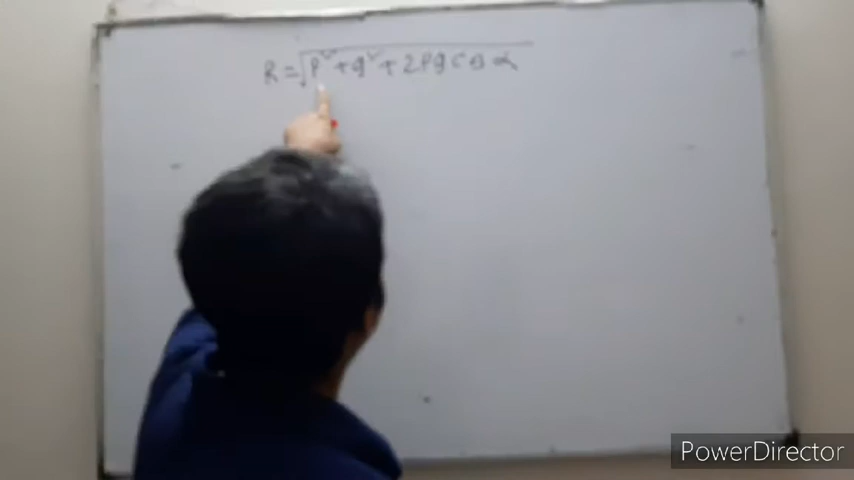 R = √P² + q² + 2Pq cos α
PowerDirector